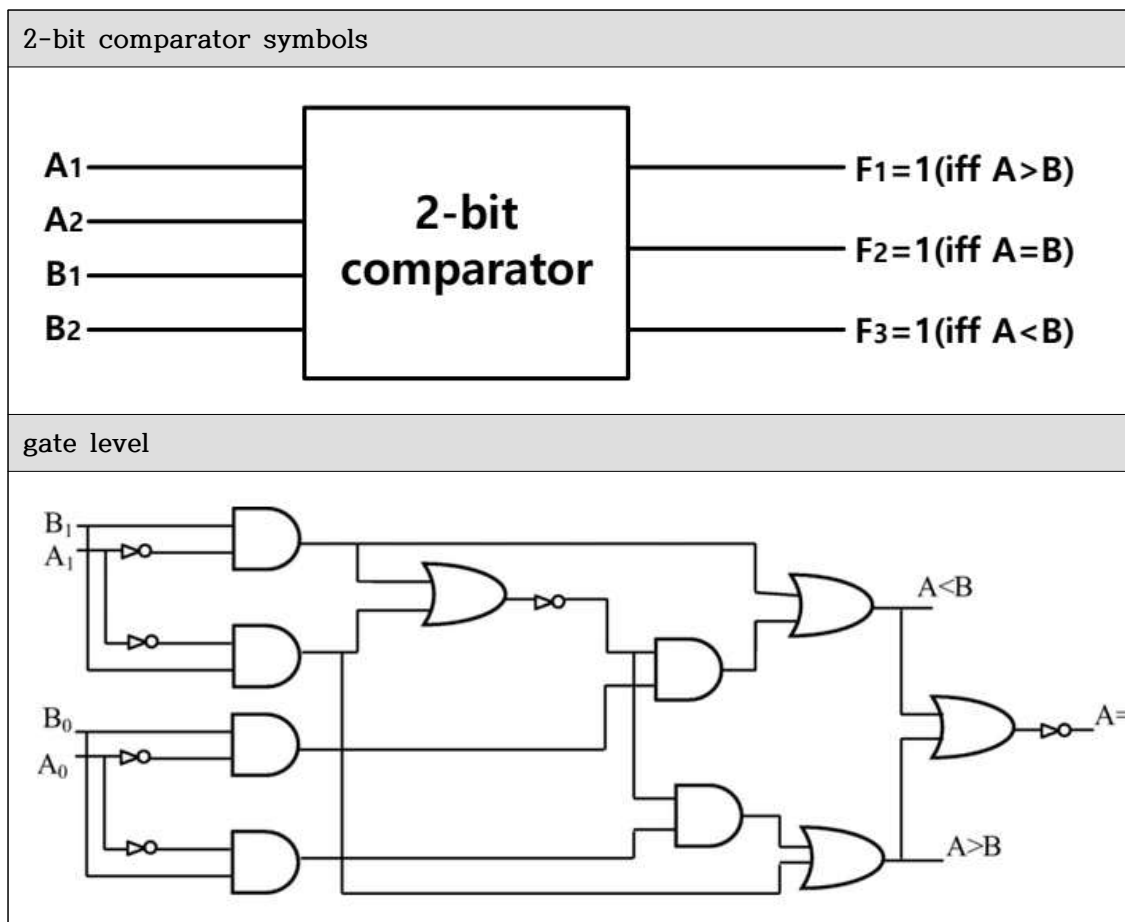 2-bit comparator symbols
A1
A2
B1
B2
2-bit
comparator
F1=1(iff A>B)
F2=1(iff A=B)
F3=1(iff A<B)
gate level
B1
A1
B0
A0
A<B
A=
A>B